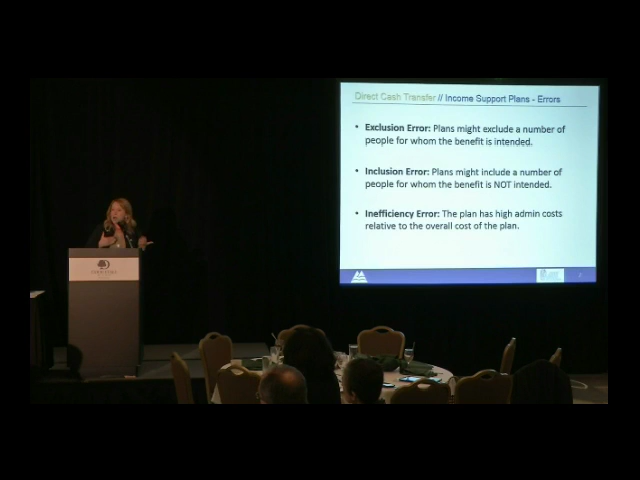 Direct Cash Transfer // Income Support Plans - Errors
• Exclusion Error: Plans might exclude a number of
people for whom the benefit is intended.
• Inclusion Error: Plans might include a number of
people for whom the benefit is NOT intended.
• Inefficiency Error: The plan has high admin costs
relative to the overall cost of the plan.